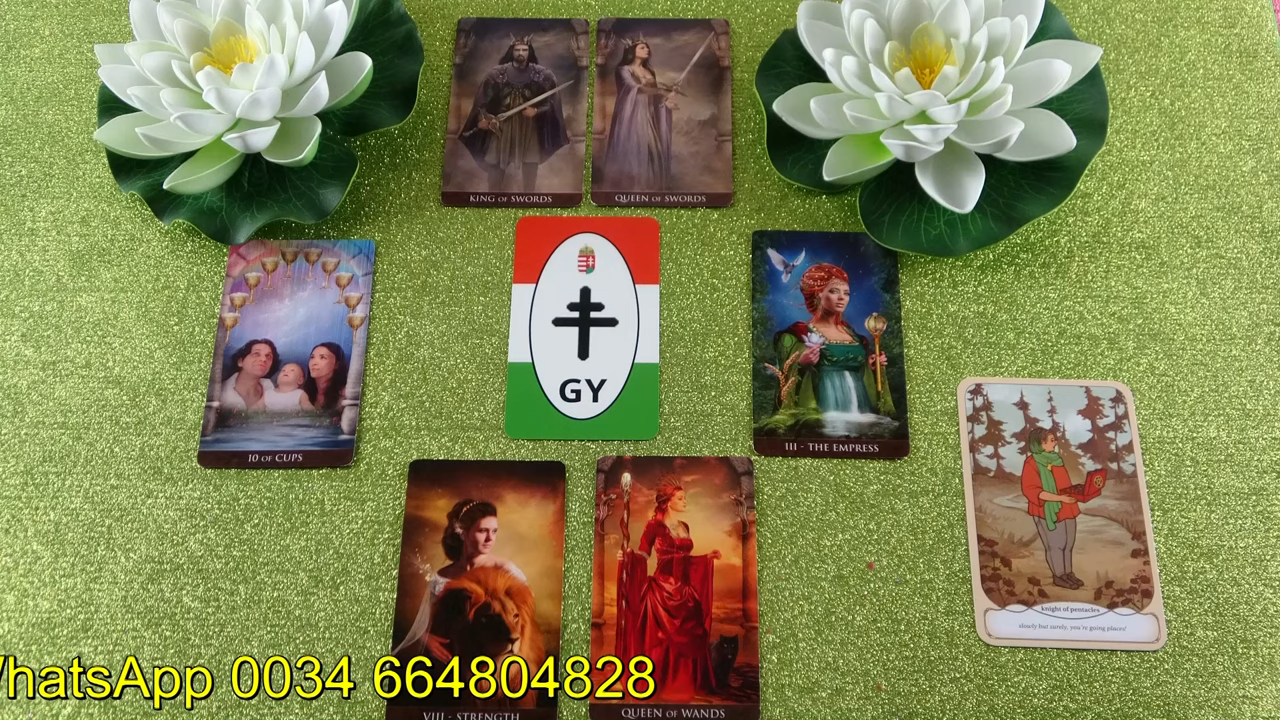 KING OF SWORDS
QUEEN OF SWORDS
10 OF CUPS
GY
III - THE EMPRESS
knight of pentacles
slowly but surely, you're going places!
VIII - STRENGTH
QUEEN OF WANDS
WhatsApp 0034 664804828